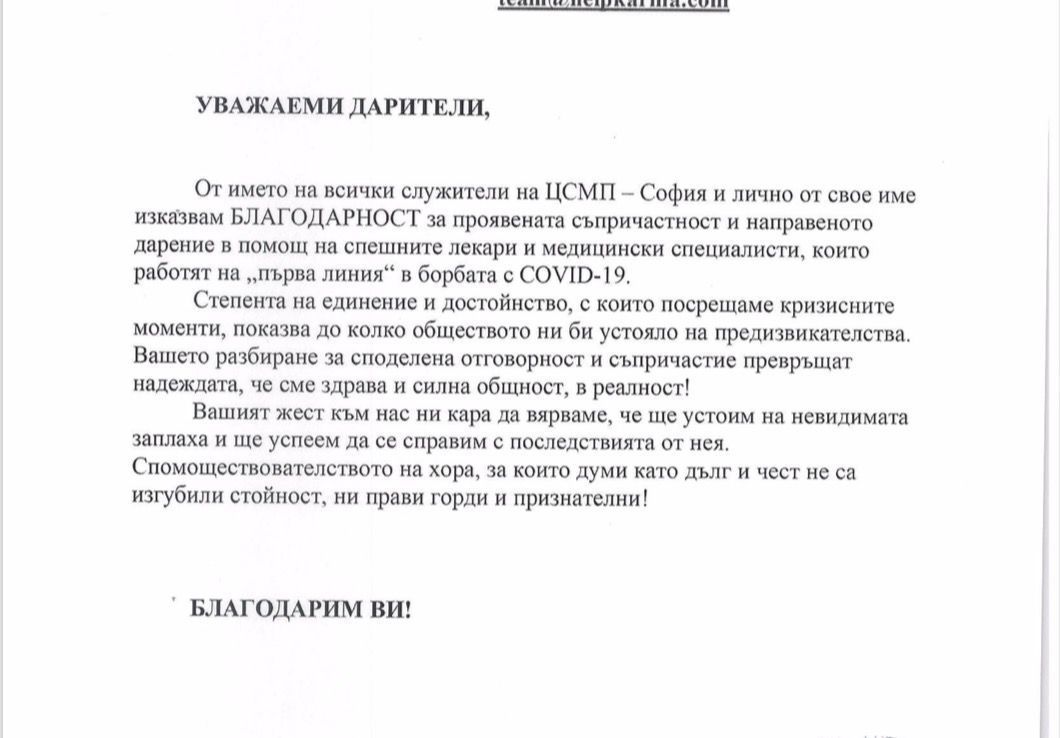 team@helpkarma.com
УВАЖАЕМИ ДАРИТЕЛИ,
От името на всички служители на ЦСМП – София и лично от свое име
изказвам БЛАГОДАРНОСТ за проявената съпричастност и направеното
дарение в помощ на спешните лекари и медицински специалисти, които
работят на „първа линия“ в борбата с COVID-19.
Степента на единение и достойнство, с които посрещаме кризисните
моменти, показва до колко обществото ни би устояло на предизвикателства.
Вашето разбиране за споделена отговорност и съпричастие превръщат
надеждата, че сме здрава и силна общност, в реалност!
Вашият жест към нас ни кара да вярваме, че ще устоим на невидимата
заплаха и ще успеем да се справим с последствията от нея.
Спомоществователството на хора, за които думи като дълг и чест не са
изгубили стойност, ни прави горди и признателни!
БЛАГОДАРИМ ВИ!